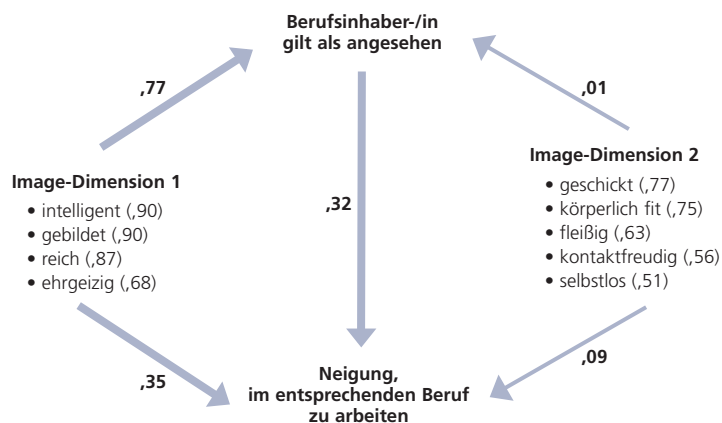 Berufsinhaber-/in
gilt als angesehen
,77
,01
Image-Dimension 1
• intelligent (,90)
• gebildet (,90)
• reich (,87)
• ehrgeizig (,68)
,32
Image-Dimension 2
• geschickt (,77)
• körperlich fit (,75)
• fleißig (,63)
• kontaktfreudig (,56)
• selbstlos (,51)
,35
,09
Neigung,
im entsprechenden Beruf
zu arbeiten